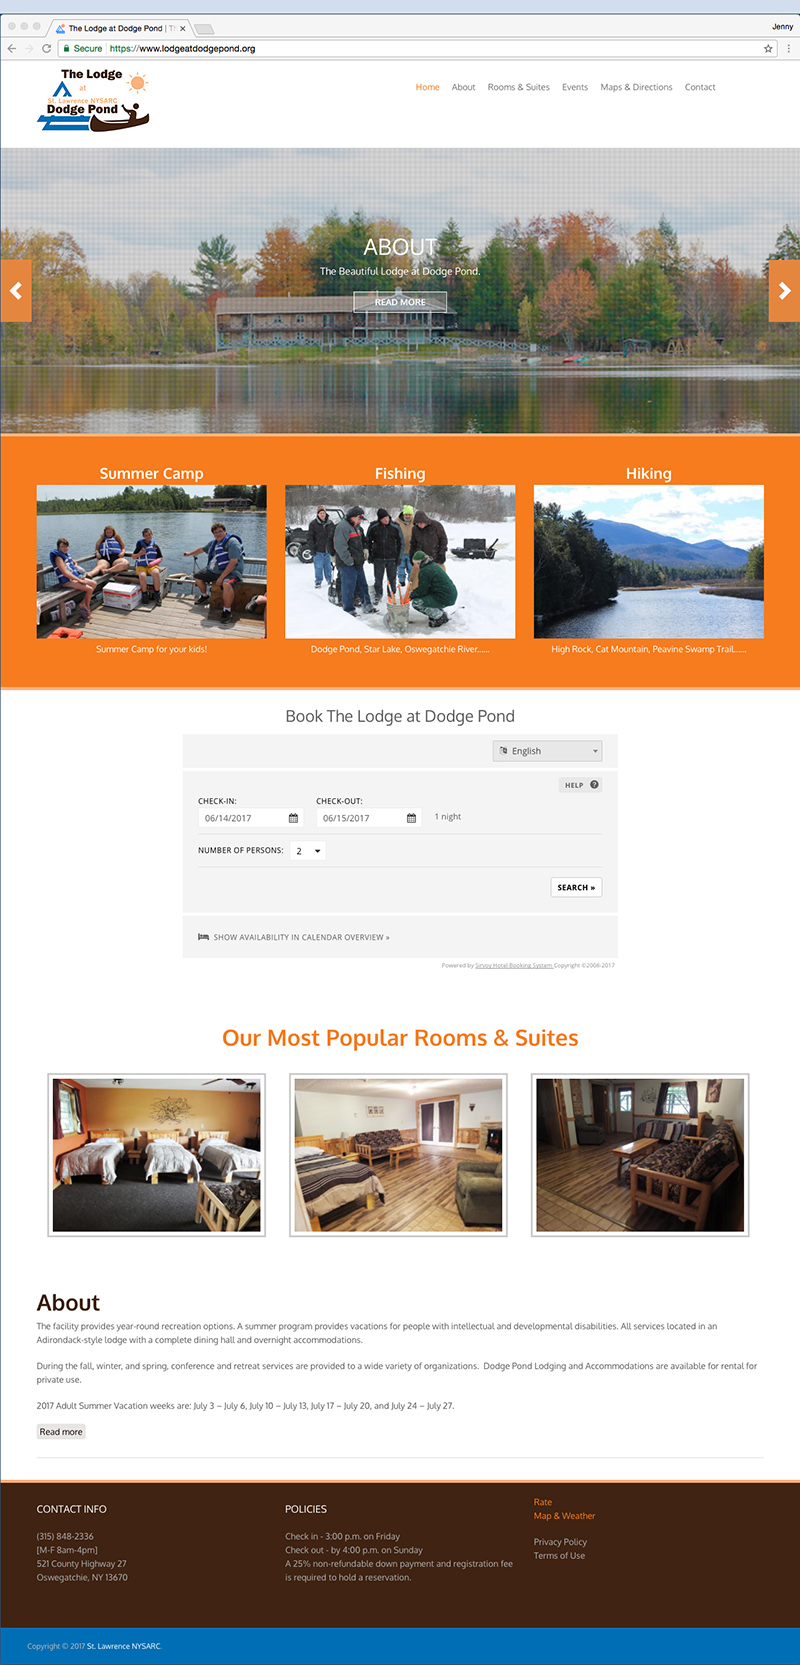 The Lodge at Dodge Pond | Th
Jenny
Secure
https://www.lodgeatdodgepond.org
The Lodge
at
St. Lawrence NYSARC
Dodge Pond
Home About Rooms & Suites Events Maps & Directions Contact
ABOUT
The Beautiful Lodge at Dodge Pond.
READ MORE
Summer Camp
Fishing
Hiking
Summer Camp for your kids!
Dodge Pond, Star Lake, Oswegatchie River......
High Rock, Cat Mountain, Peavine Swamp Trail......
Book The Lodge at Dodge Pond
English
HELP ?
CHECK-IN: CHECK-OUT:
06/14/2017 06/15/2017 1 night
NUMBER OF PERSONS: 2
SEARCH »
SHOW AVAILABILITY IN CALENDAR OVERVIEW »
Powered by Sirvoy Hotel Booking System Copyright ©2008-2017
Our Most Popular Rooms & Suites
About
The facility provides year-round recreation options. A summer program provides vacations for people with intellectual and developmental disabilities. All services located in an
Adirondack-style lodge with a complete dining hall and overnight accommodations.
During the fall, winter, and spring, conference and retreat services are provided to a wide variety of organizations. Dodge Pond Lodging and Accommodations are available for rental for
private use.
2017 Adult Summer Vacation weeks are: July 3 – July 6, July 10 – July 13, July 17 – July 20, and July 24 – July 27.
Read more
CONTACT INFO
(315) 848-2336
[M-F 8am-4pm]
521 County Highway 27
Oswegatchie, NY 13670
POLICIES
Check in - 3:00 p.m. on Friday
Check out - by 4:00 p.m. on Sunday
A 25% non-refundable down payment and registration fee
is required to hold a reservation.
Rate
Map & Weather
Privacy Policy
Terms of Use
Copyright © 2017 St. Lawrence NYSARC.